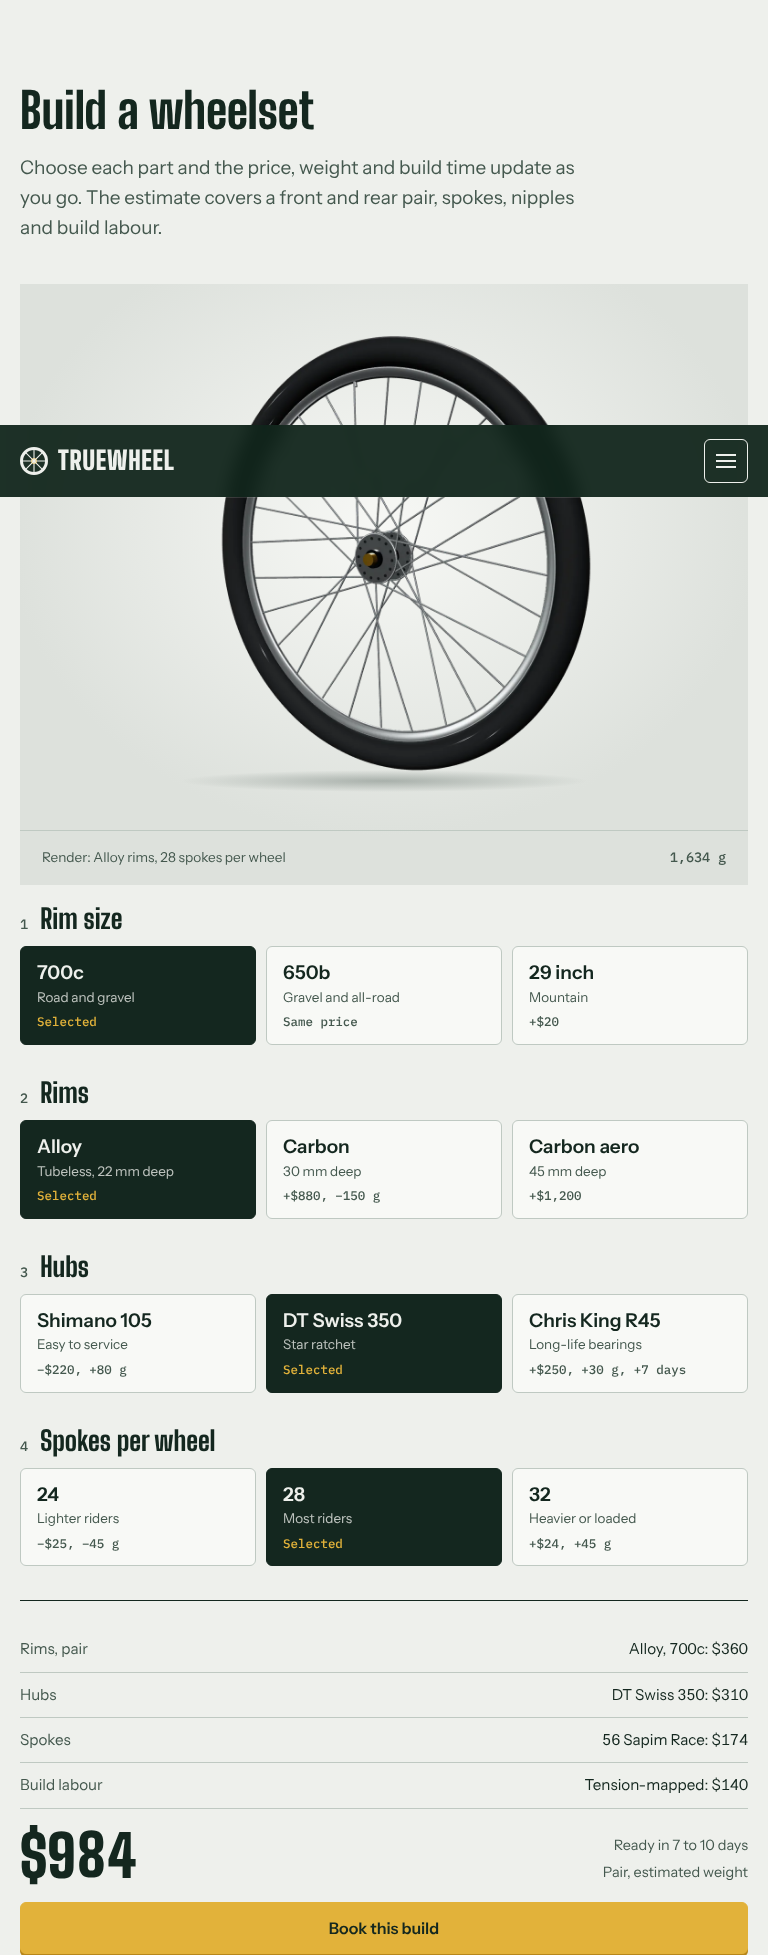 Build a wheelset
Choose each part and the price, weight and build time update as
you go. The estimate covers a front and rear pair, spokes, nipples
and build labour.
TRUEWHEEL
Render: Alloy rims, 28 spokes per wheel
1,634 g
1 Rim size
700c
Road and gravel
Selected
650b
Gravel and all-road
Same price
29 inch
Mountain
+$20
2 Rims
Alloy
Tubeless, 22 mm deep
Selected
Carbon
30 mm deep
+$880, −150 g
Carbon aero
45 mm deep
+$1,200
3 Hubs
Shimano 105
Easy to service
−$220, +80 g
DT Swiss 350
Star ratchet
Selected
Chris King R45
Long-life bearings
+$250, +30 g, +7 days
4 Spokes per wheel
24
Lighter riders
−$25, −45 g
28
Most riders
Selected
32
Heavier or loaded
+$24, +45 g
Rims, pair
Alloy, 700c: $360
Hubs
DT Swiss 350: $310
Spokes
56 Sapim Race: $174
Build labour
Tension-mapped: $140
$984
Ready in 7 to 10 days
Pair, estimated weight
Book this build